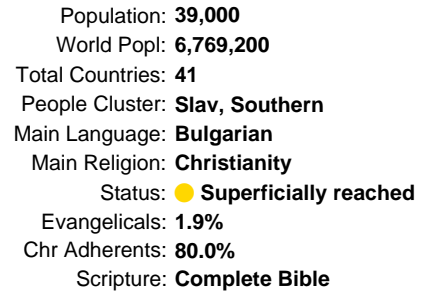 Population: 39,000
World Popl: 6,769,200
Total Countries: 41
People Cluster: Slav, Southern
Main Language: Bulgarian
Main Religion: Christianity
Status: Superficially reached
Evangelicals: 1.9%
Chr Adherents: 80.0%
Scripture: Complete Bible